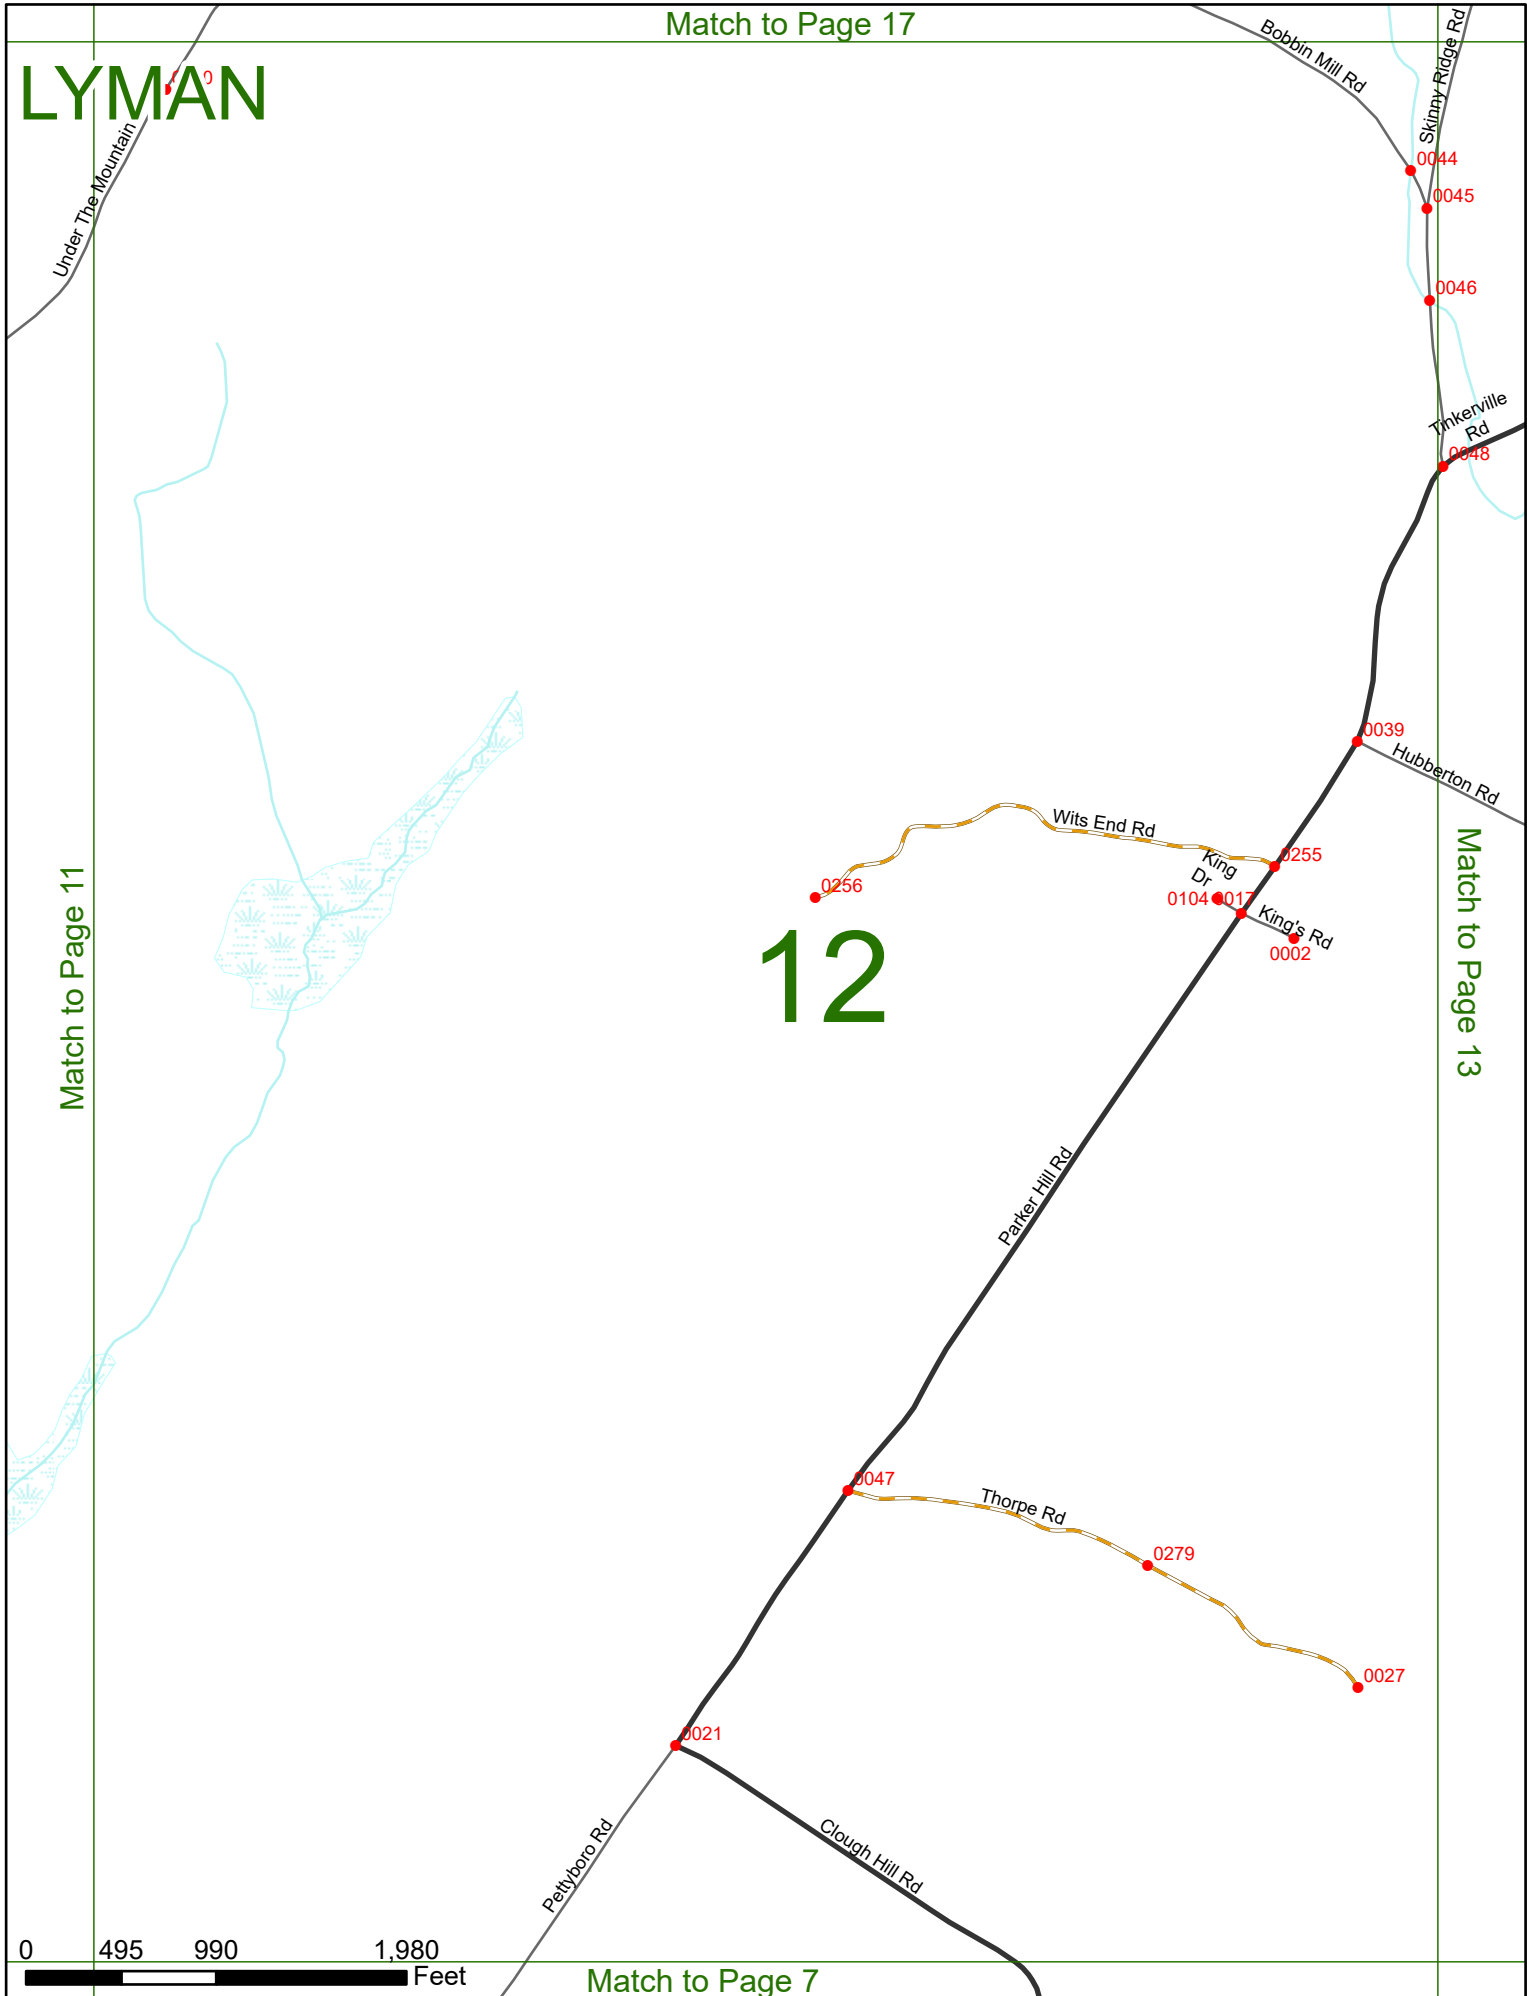 Match to Page 17
LYMAN
Under The Mountain
Bobbin Mill Rd
Skinny Ridge Rd
0044
0045
0046
Tinkerville
Rd
0048
0039
Hubberton Rd
Wits End Rd
0255
King
Dr
0256
0104
0017
King's Rd
0002
12
Match to Page 11
Match to Page 13
Parker Hill Rd
0047
Thorpe Rd
0279
0027
0021
Clough Hill Rd
Pettyboro Rd
0 495 990 1,980
Feet
Match to Page 7